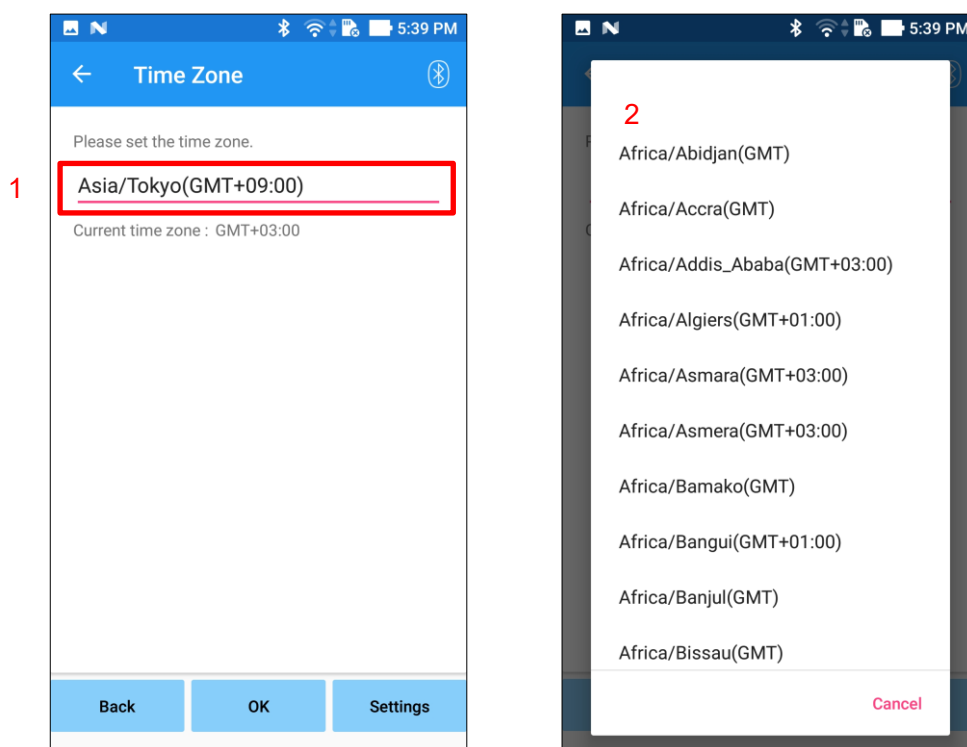 5:39 PM
Time Zone
Please set the time zone.
1
Asia/Tokyo(GMT+09:00)
Current time zone : GMT+03:00
Back
OK
Settings
5:39 PM
2
Africa/Abidjan(GMT)
Africa/Accra(GMT)
Africa/Addis_Ababa(GMT+03:00)
Africa/Algiers(GMT+01:00)
Africa/Asmara(GMT+03:00)
Africa/Asmera(GMT+03:00)
Africa/Bamako(GMT)
Africa/Bangui(GMT+01:00)
Africa/Banjul(GMT)
Africa/Bissau(GMT)
Cancel